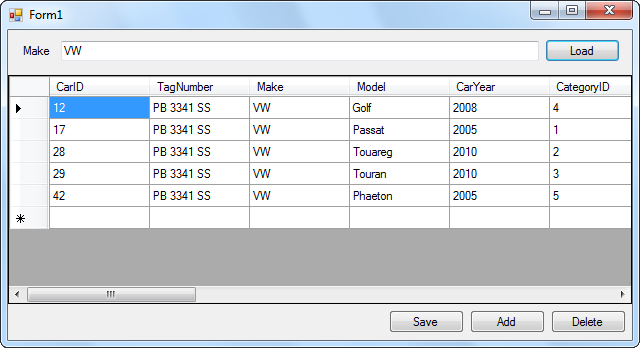 Form1
Make VW Load
CarID TagNumber Make Model CarYear CategoryID
12 PB 3341 SS VW Golf 2008 4
17 PB 3341 SS VW Passat 2005 1
28 PB 3341 SS VW Touareg 2010 2
29 PB 3341 SS VW Touran 2010 3
42 PB 3341 SS VW Phaeton 2005 5
Save Add Delete